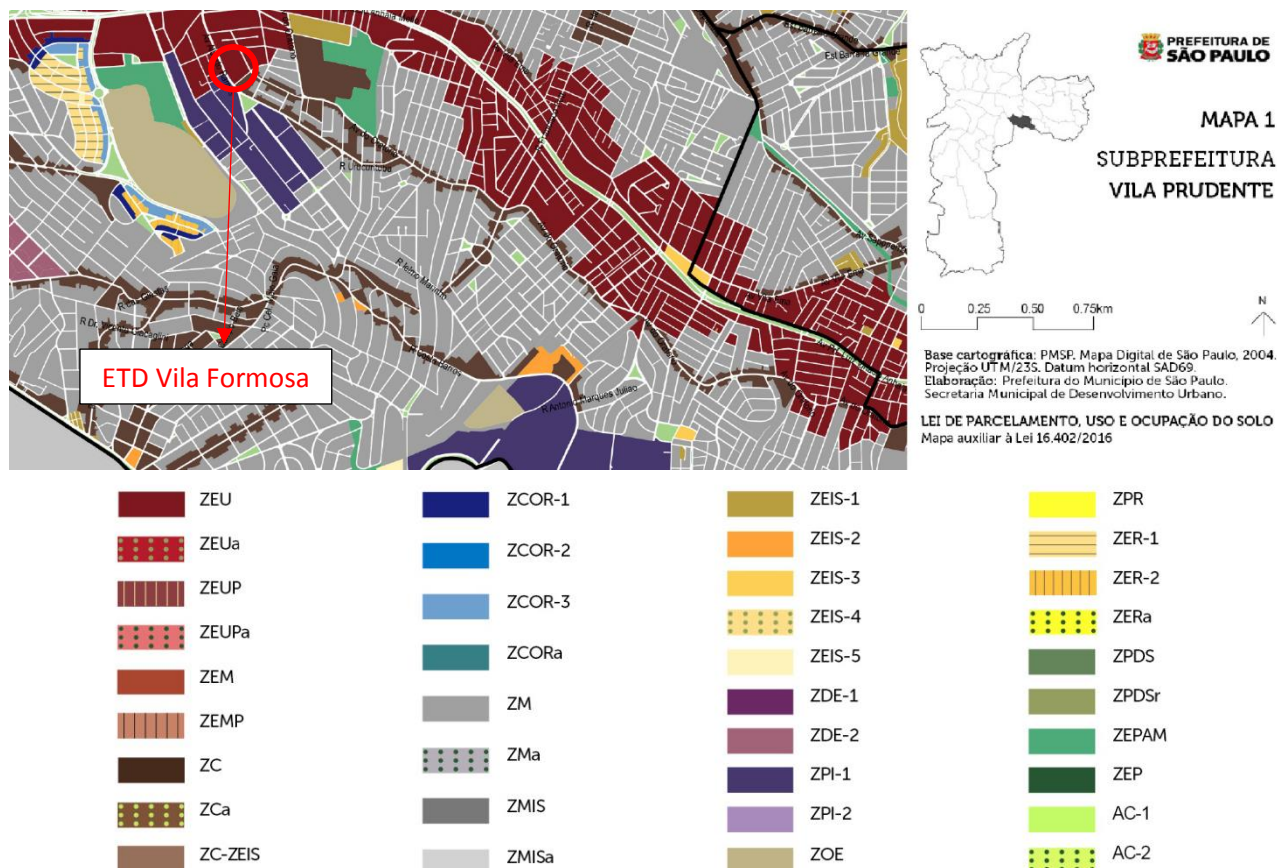 PREFEITURA DE
SÃO PAULO
MAPA 1
SUBPREFEITURA
VILA PRUDENTE
0 0.25 0.50 0.75km
N
Base cartográfica: PMSP. Mapa Digital de São Paulo, 2004.
Projeção UTM/23S. Datum horizontal SAD69.
Elaboração: Prefeitura do Município de São Paulo.
Secretaria Municipal de Desenvolvimento Urbano.
LEI DE PARCELAMENTO, USO E OCUPAÇÃO DO SOLO
Mapa auxiliar à Lei 16.402/2016
ETD Vila Formosa
ZEU
ZEUa
ZEUP
ZEUPa
ZEM
ZEMP
ZC
ZCa
ZC-ZEIS
ZCOR-1
ZCOR-2
ZCOR-3
ZCORa
ZM
ZMa
ZMIS
ZMISa
ZEIS-1
ZEIS-2
ZEIS-3
ZEIS-4
ZEIS-5
ZDE-1
ZDE-2
ZPI-1
ZPI-2
ZOE
ZPR
ZER-1
ZER-2
ZERa
ZPDS
ZPDSr
ZEPAM
ZEP
AC-1
AC-2